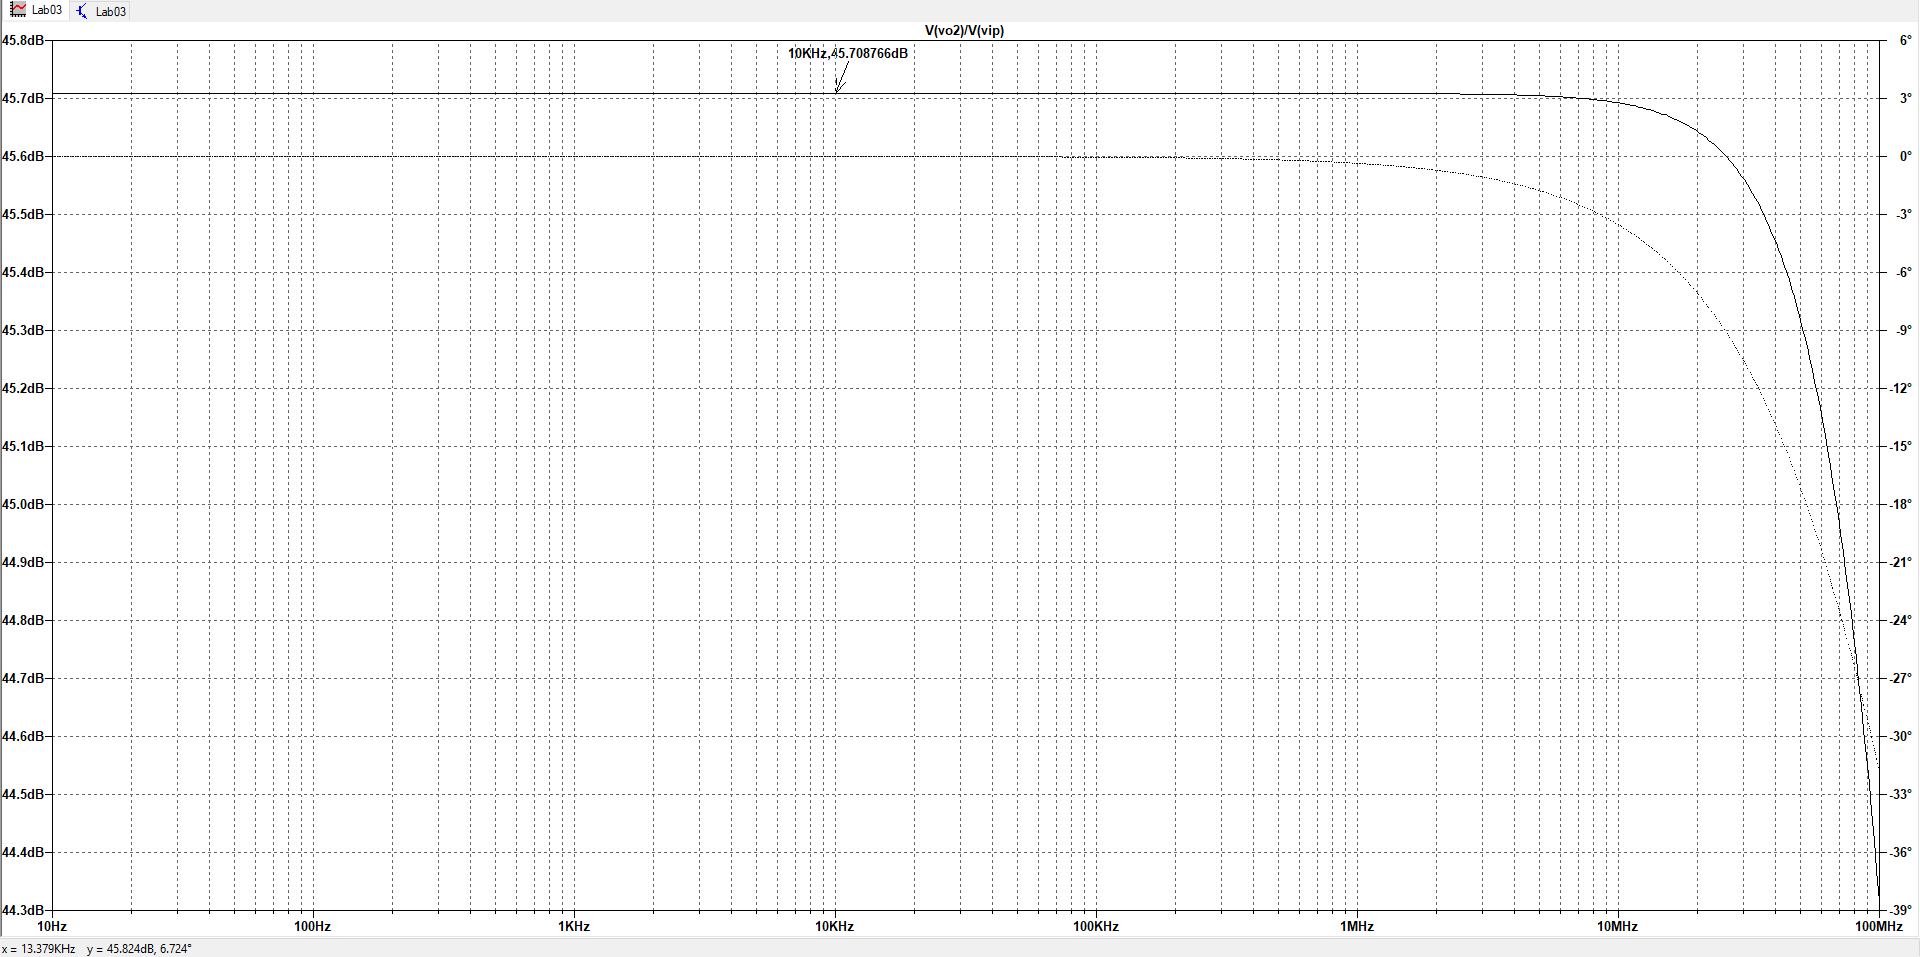 Lab03 Lab03
V(vo2)/V(vip)
45.8dB 6°
10KHz,45.708766dB
45.7dB 3°
45.6dB 0°
45.5dB -3°
45.4dB -6°
45.3dB -9°
45.2dB -12°
45.1dB -15°
45.0dB -18°
44.9dB -21°
44.8dB -24°
44.7dB -27°
44.6dB -30°
44.5dB -33°
44.4dB -36°
44.3dB -39°
10Hz 100Hz 1KHz 10KHz 100KHz 1MHz 10MHz 100MHz
x = 13.379KHz y = 45.824dB, 6.724°